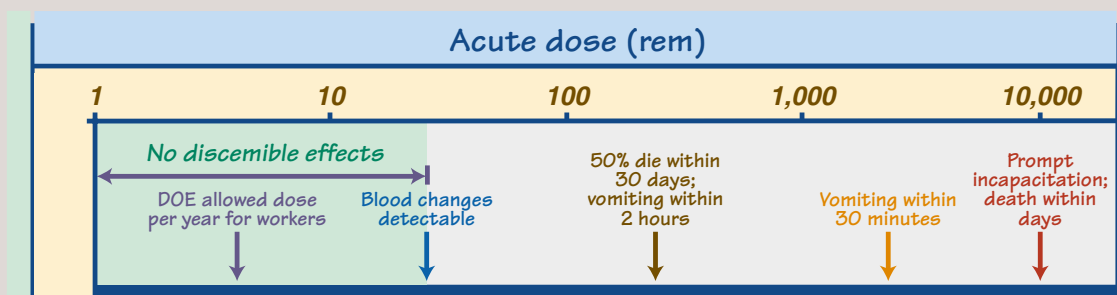 Acute dose (rem)
1 10 100 1,000 10,000
No discemible effects
DOE allowed dose
per year for workers
Blood changes
detectable
50% die within
30 days;
vomiting within
2 hours
Vomiting within
30 minutes
Prompt
incapacitation;
death within
days